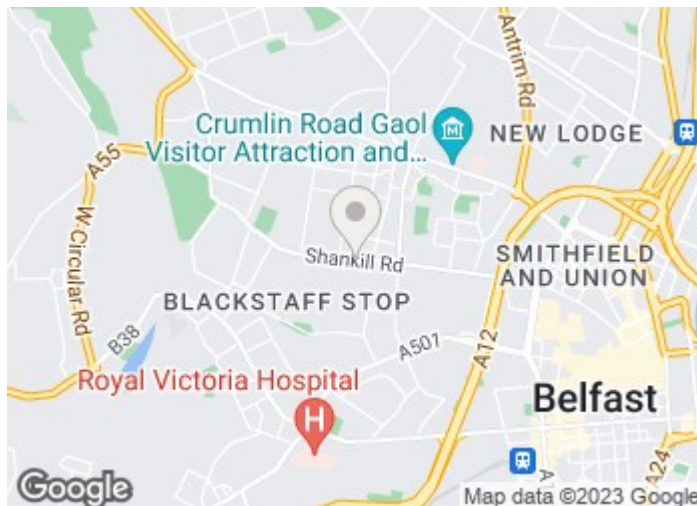 Antrim Rd
Crumlin Road Gaol
Visitor Attraction and...
NEW LODGE
A55
W Circular Rd
Shankill Rd
SMITHFIELD
AND UNION
BLACKSTAFF STOP
B38
A501
A12
Royal Victoria Hospital
H
Belfast
A24
Google
Map data ©2023 Google